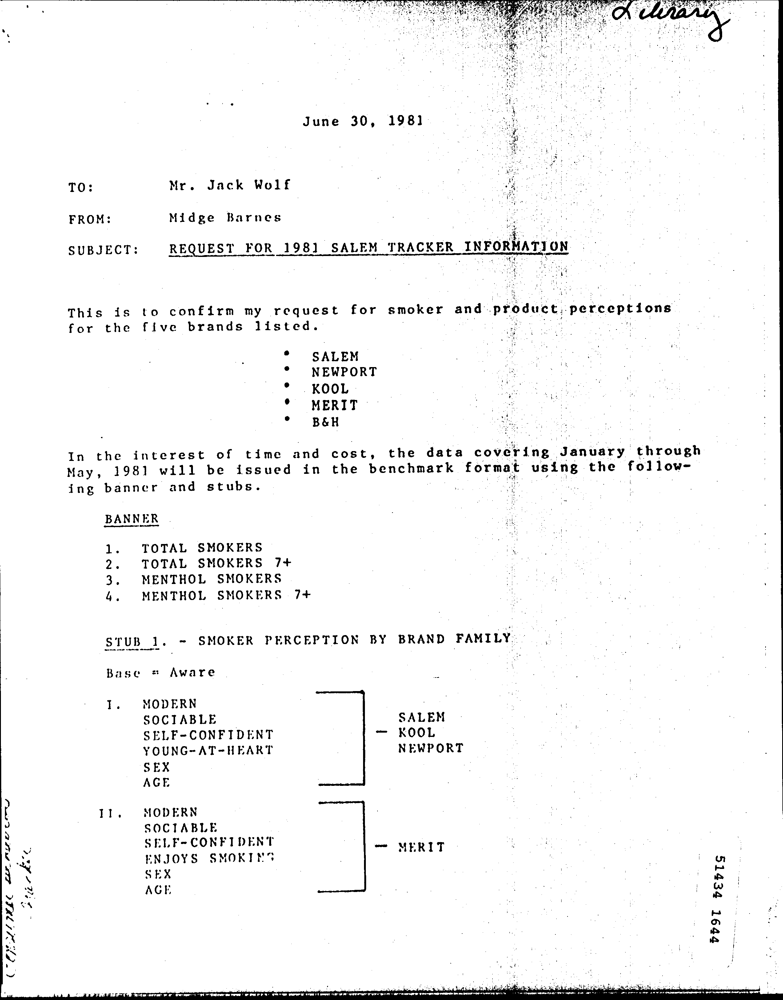 Library
June 30, 1981
TO: Mr. Jack Wolf
FROM: Midge Barnes
SUBJECT: REQUEST FOR 1981 SALEM TRACKER INFORMATION
This is to confirm my request for smoker and product perceptions
for the five brands listed.
• SALEM
• NEWPORT
• KOOL
• MERIT
• B&H
In the interest of time and cost, the data covering January through
May, 1981 will be issued in the benchmark format using the follow-
ing banner and stubs.
BANNER
1. TOTAL SMOKERS
2. TOTAL SMOKERS 7+
3. MENTHOL SMOKERS
4. MENTHOL SMOKERS 7+
STUB 1. - SMOKER PERCEPTION BY BRAND FAMILY
Base = Aware
I. MODERN
SOCIABLE
SELF-CONFIDENT
YOUNG-AT-HEART
SEX
AGE
SALEM
— KOOL
NEWPORT
II. MODERN
SOCIABLE
SELF-CONFIDENT
ENJOYS SMOKING
SEX
AGE
— MERIT
51434 1644